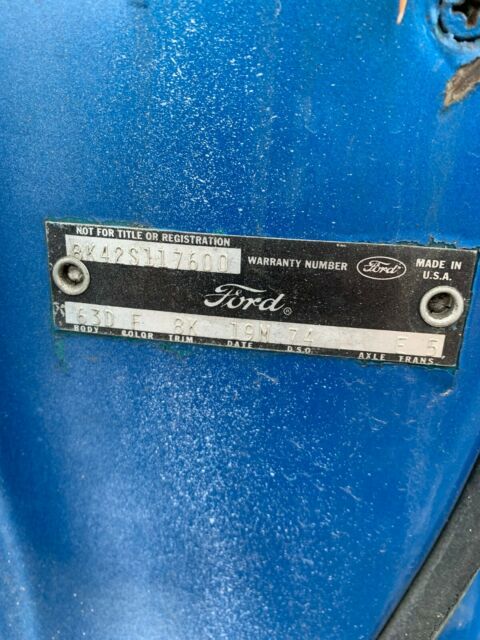 NOT FOR TITLE OR REGISTRATION
8K42S117600 WARRANTY NUMBER Ford MADE IN U.S.A.
Ford®
63D F 8K 19M 74 F 5
BODY COLOR TRIM DATE D.S.O. AXLE TRANS